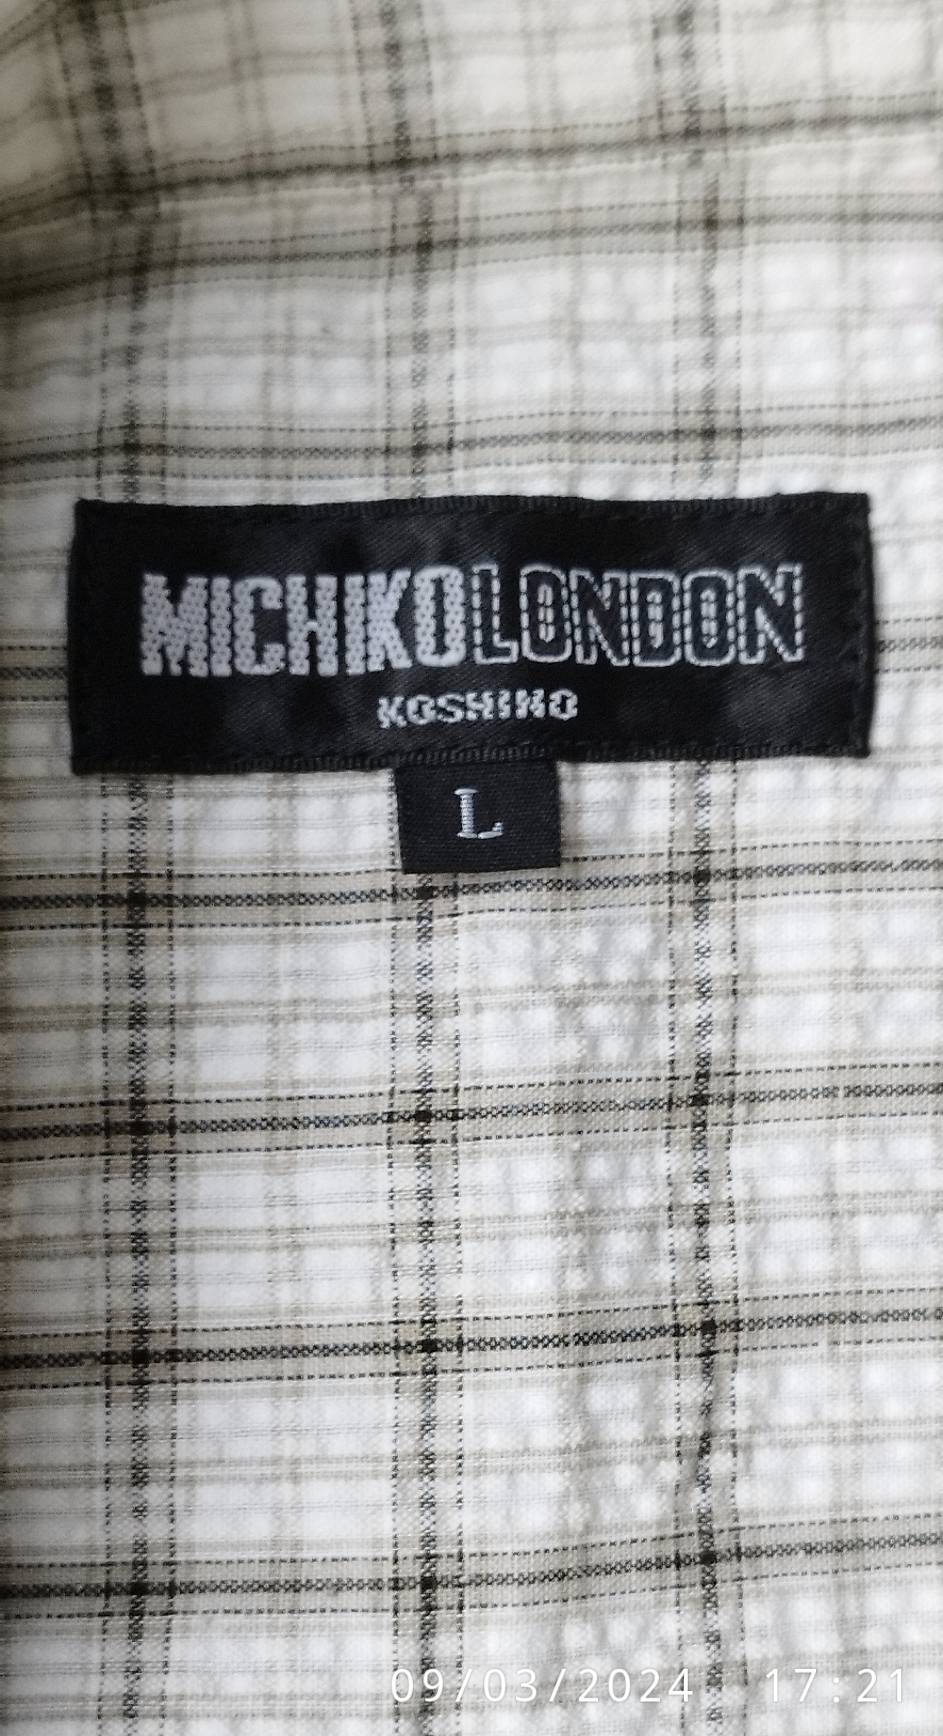 MICHIKOLONDON
KOSHINO
L
09/03/2024 17:21